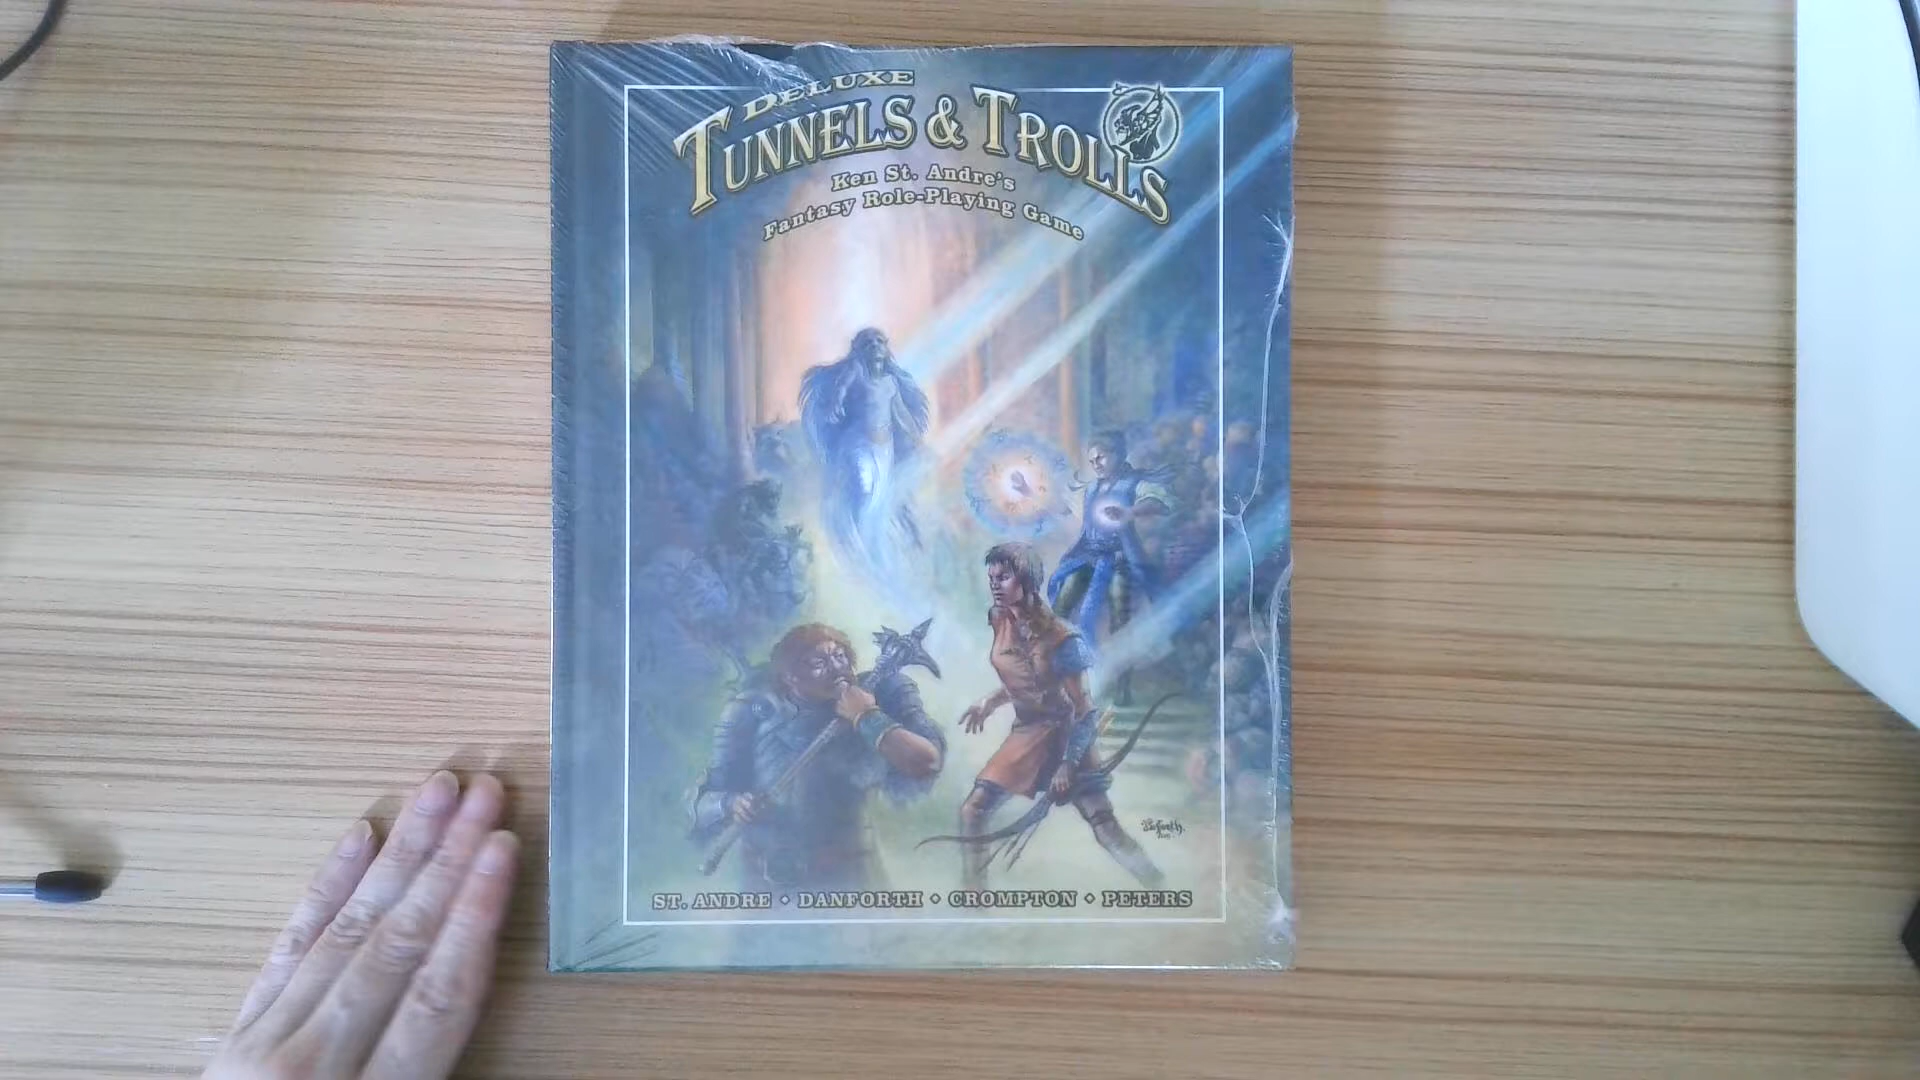 DELUXE
TUNNELS & TROLLS
Ken St. Andre's
Fantasy Role-Playing Game
ST. ANDRE • DANFORTH • CROMPTON • PETERS